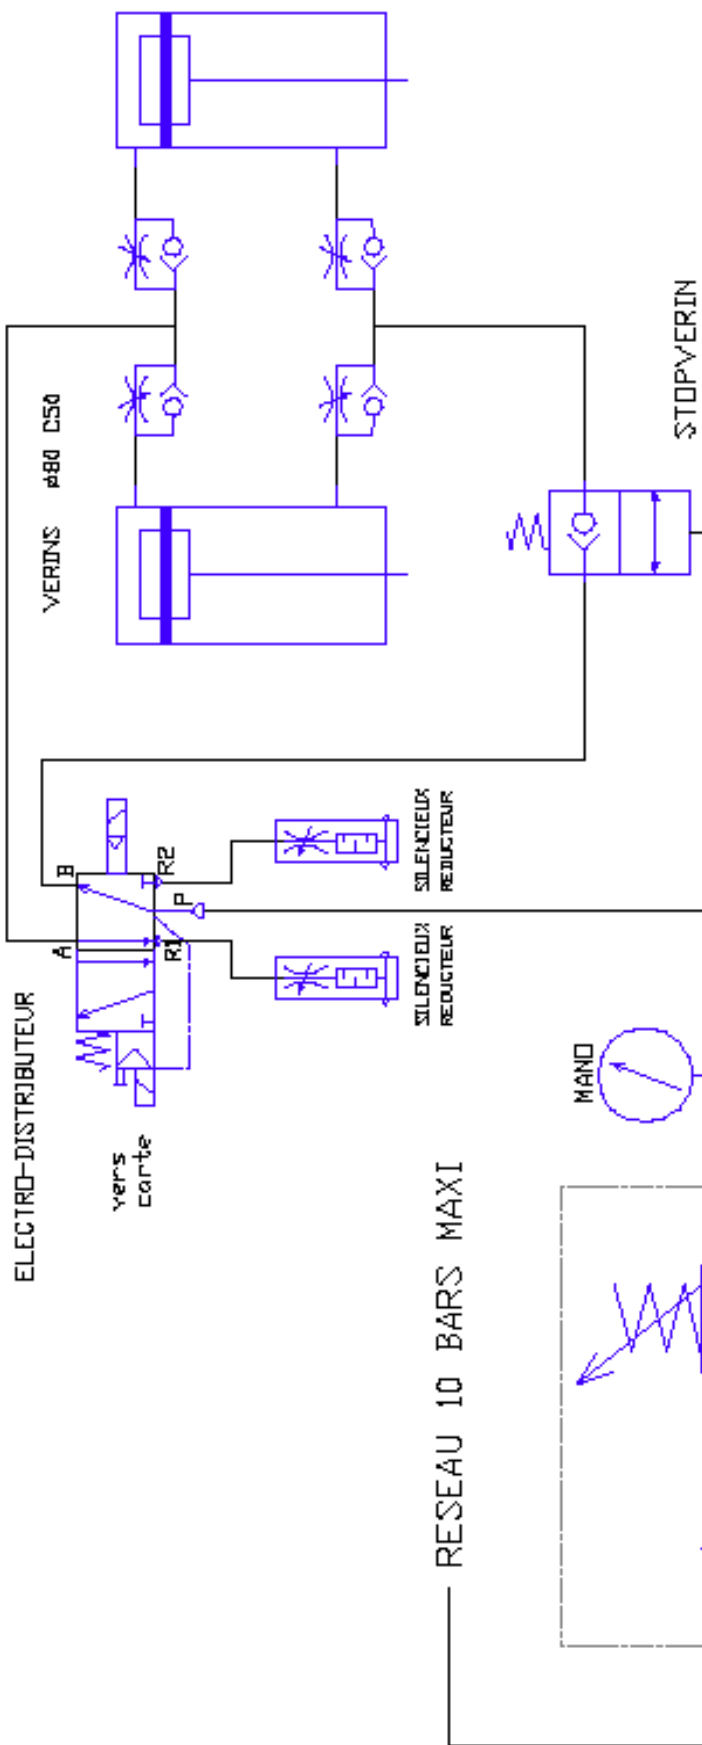 STOPVERIN
VERINS ø80 C50
SILENCIEUX
REDUCTEUR
B
R2
P
A
R1
SILENCIEUX
REDUCTEUR
ELECTRO-DISTRIBUTEUR
MANO
vers
carte
RESEAU 10 BARS MAXI